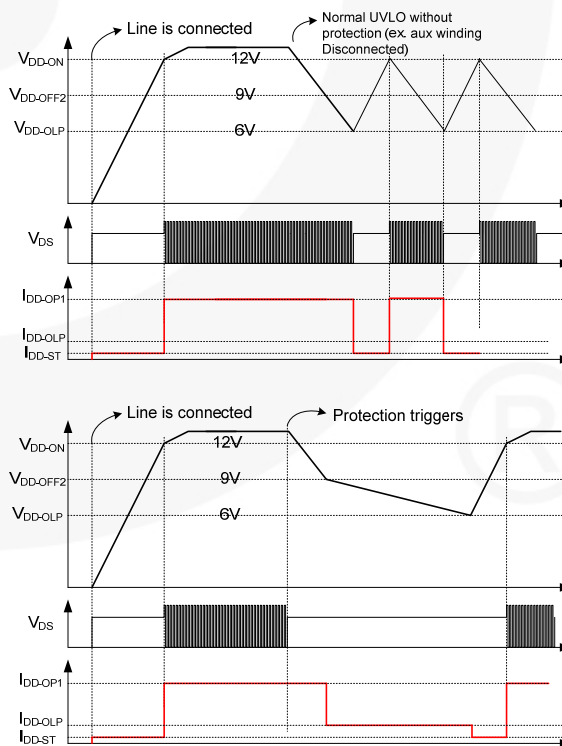 Line is connected
Normal UVLO without
protection (ex. aux winding
Disconnected)
VDD-ON
12V
VDD-OFF2
9V
VDD-OLP
6V
VDS
IDD-OP1
IDD-OLP
IDD-ST
Line is connected
Protection triggers
VDD-ON
12V
VDD-OFF2
9V
VDD-OLP
6V
VDS
IDD-OP1
IDD-OLP
IDD-ST
®